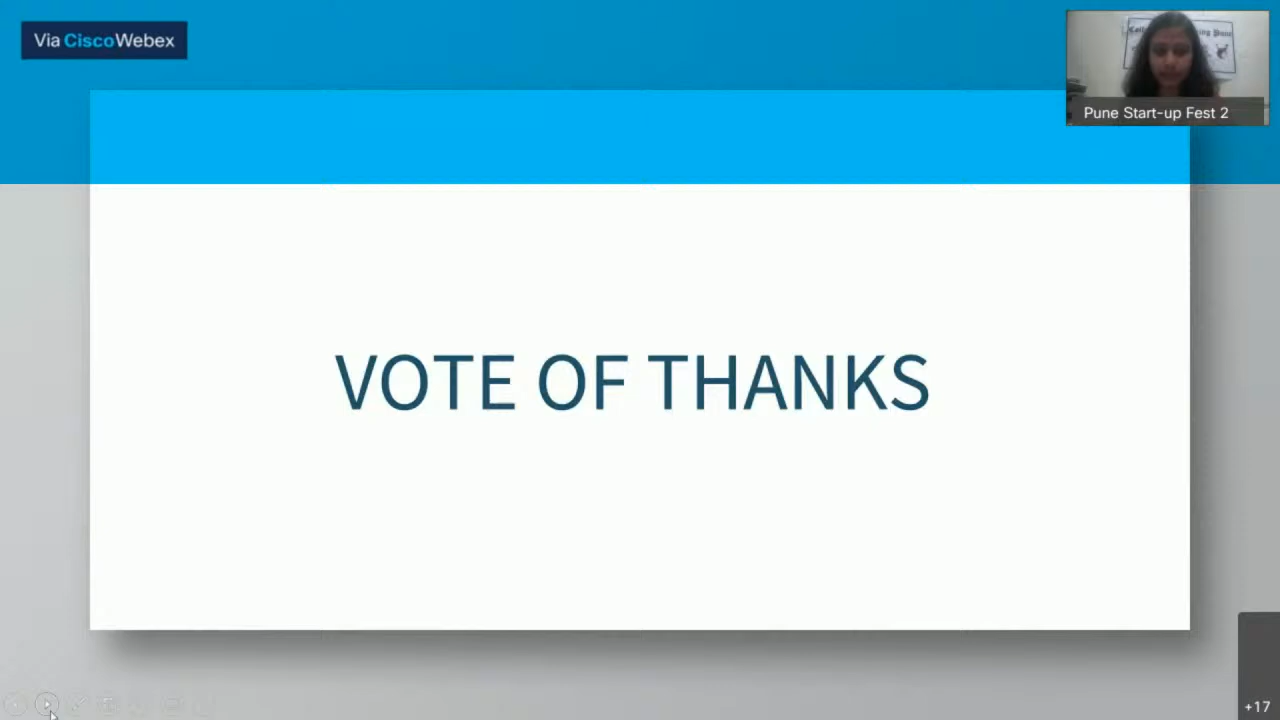 Via CiscoWebex
Pune Start-up Fest 2
VOTE OF THANKS
+17